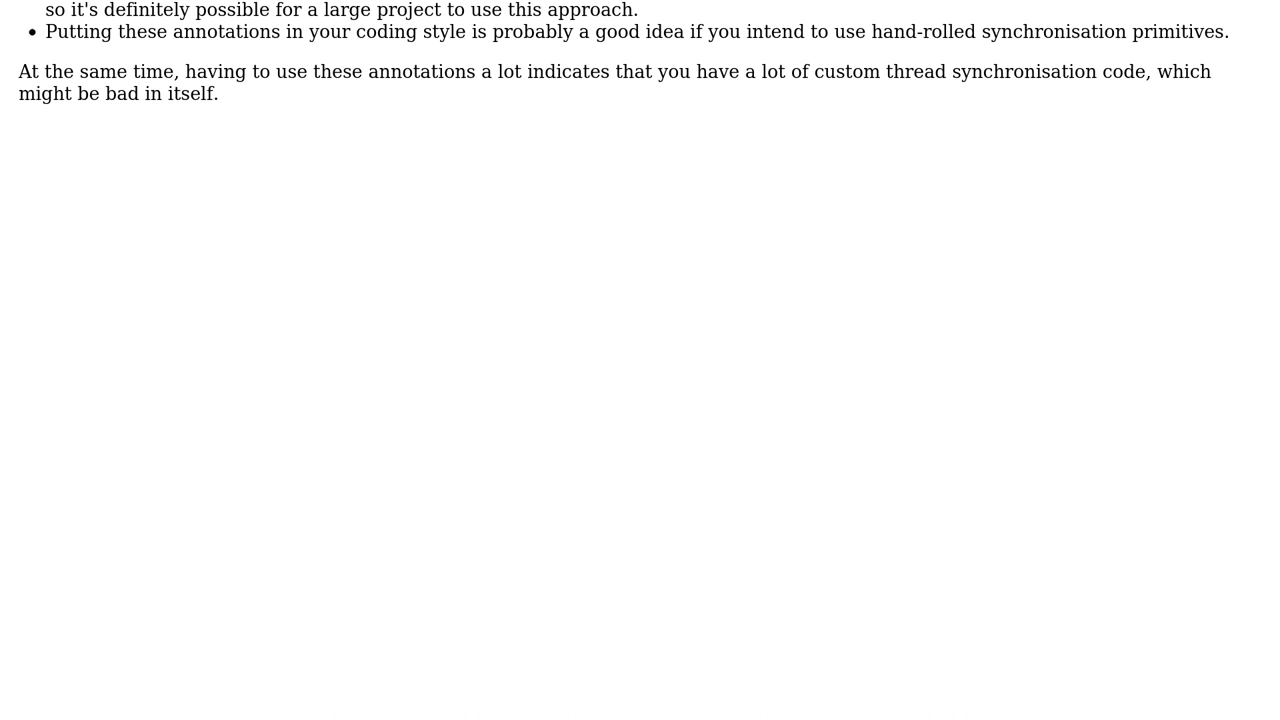 so it's definitely possible for a large project to use this approach.
• Putting these annotations in your coding style is probably a good idea if you intend to use hand-rolled synchronisation primitives.
At the same time, having to use these annotations a lot indicates that you have a lot of custom thread synchronisation code, which
might be bad in itself.